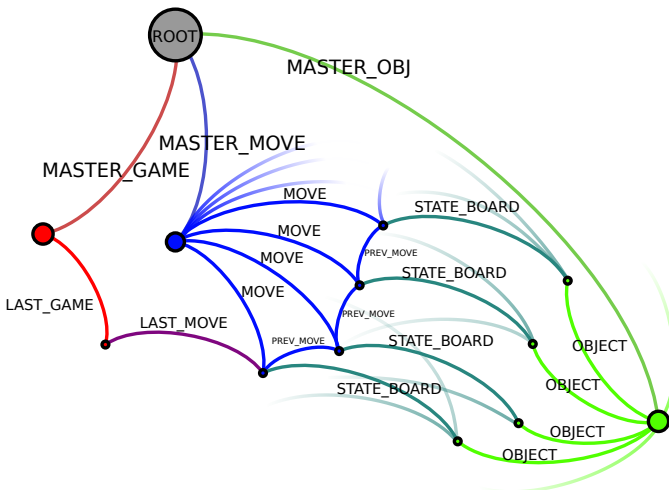 ROOT
MASTER_OBJ
MASTER_MOVE
MASTER_GAME
MOVE
STATE_BOARD
MOVE
PREV_MOVE
MOVE
STATE_BOARD
MOVE
LAST_GAME
LAST_MOVE
PREV_MOVE
PREV_MOVE
STATE_BOARD
OBJECT
STATE_BOARD
OBJECT
OBJECT
OBJECT